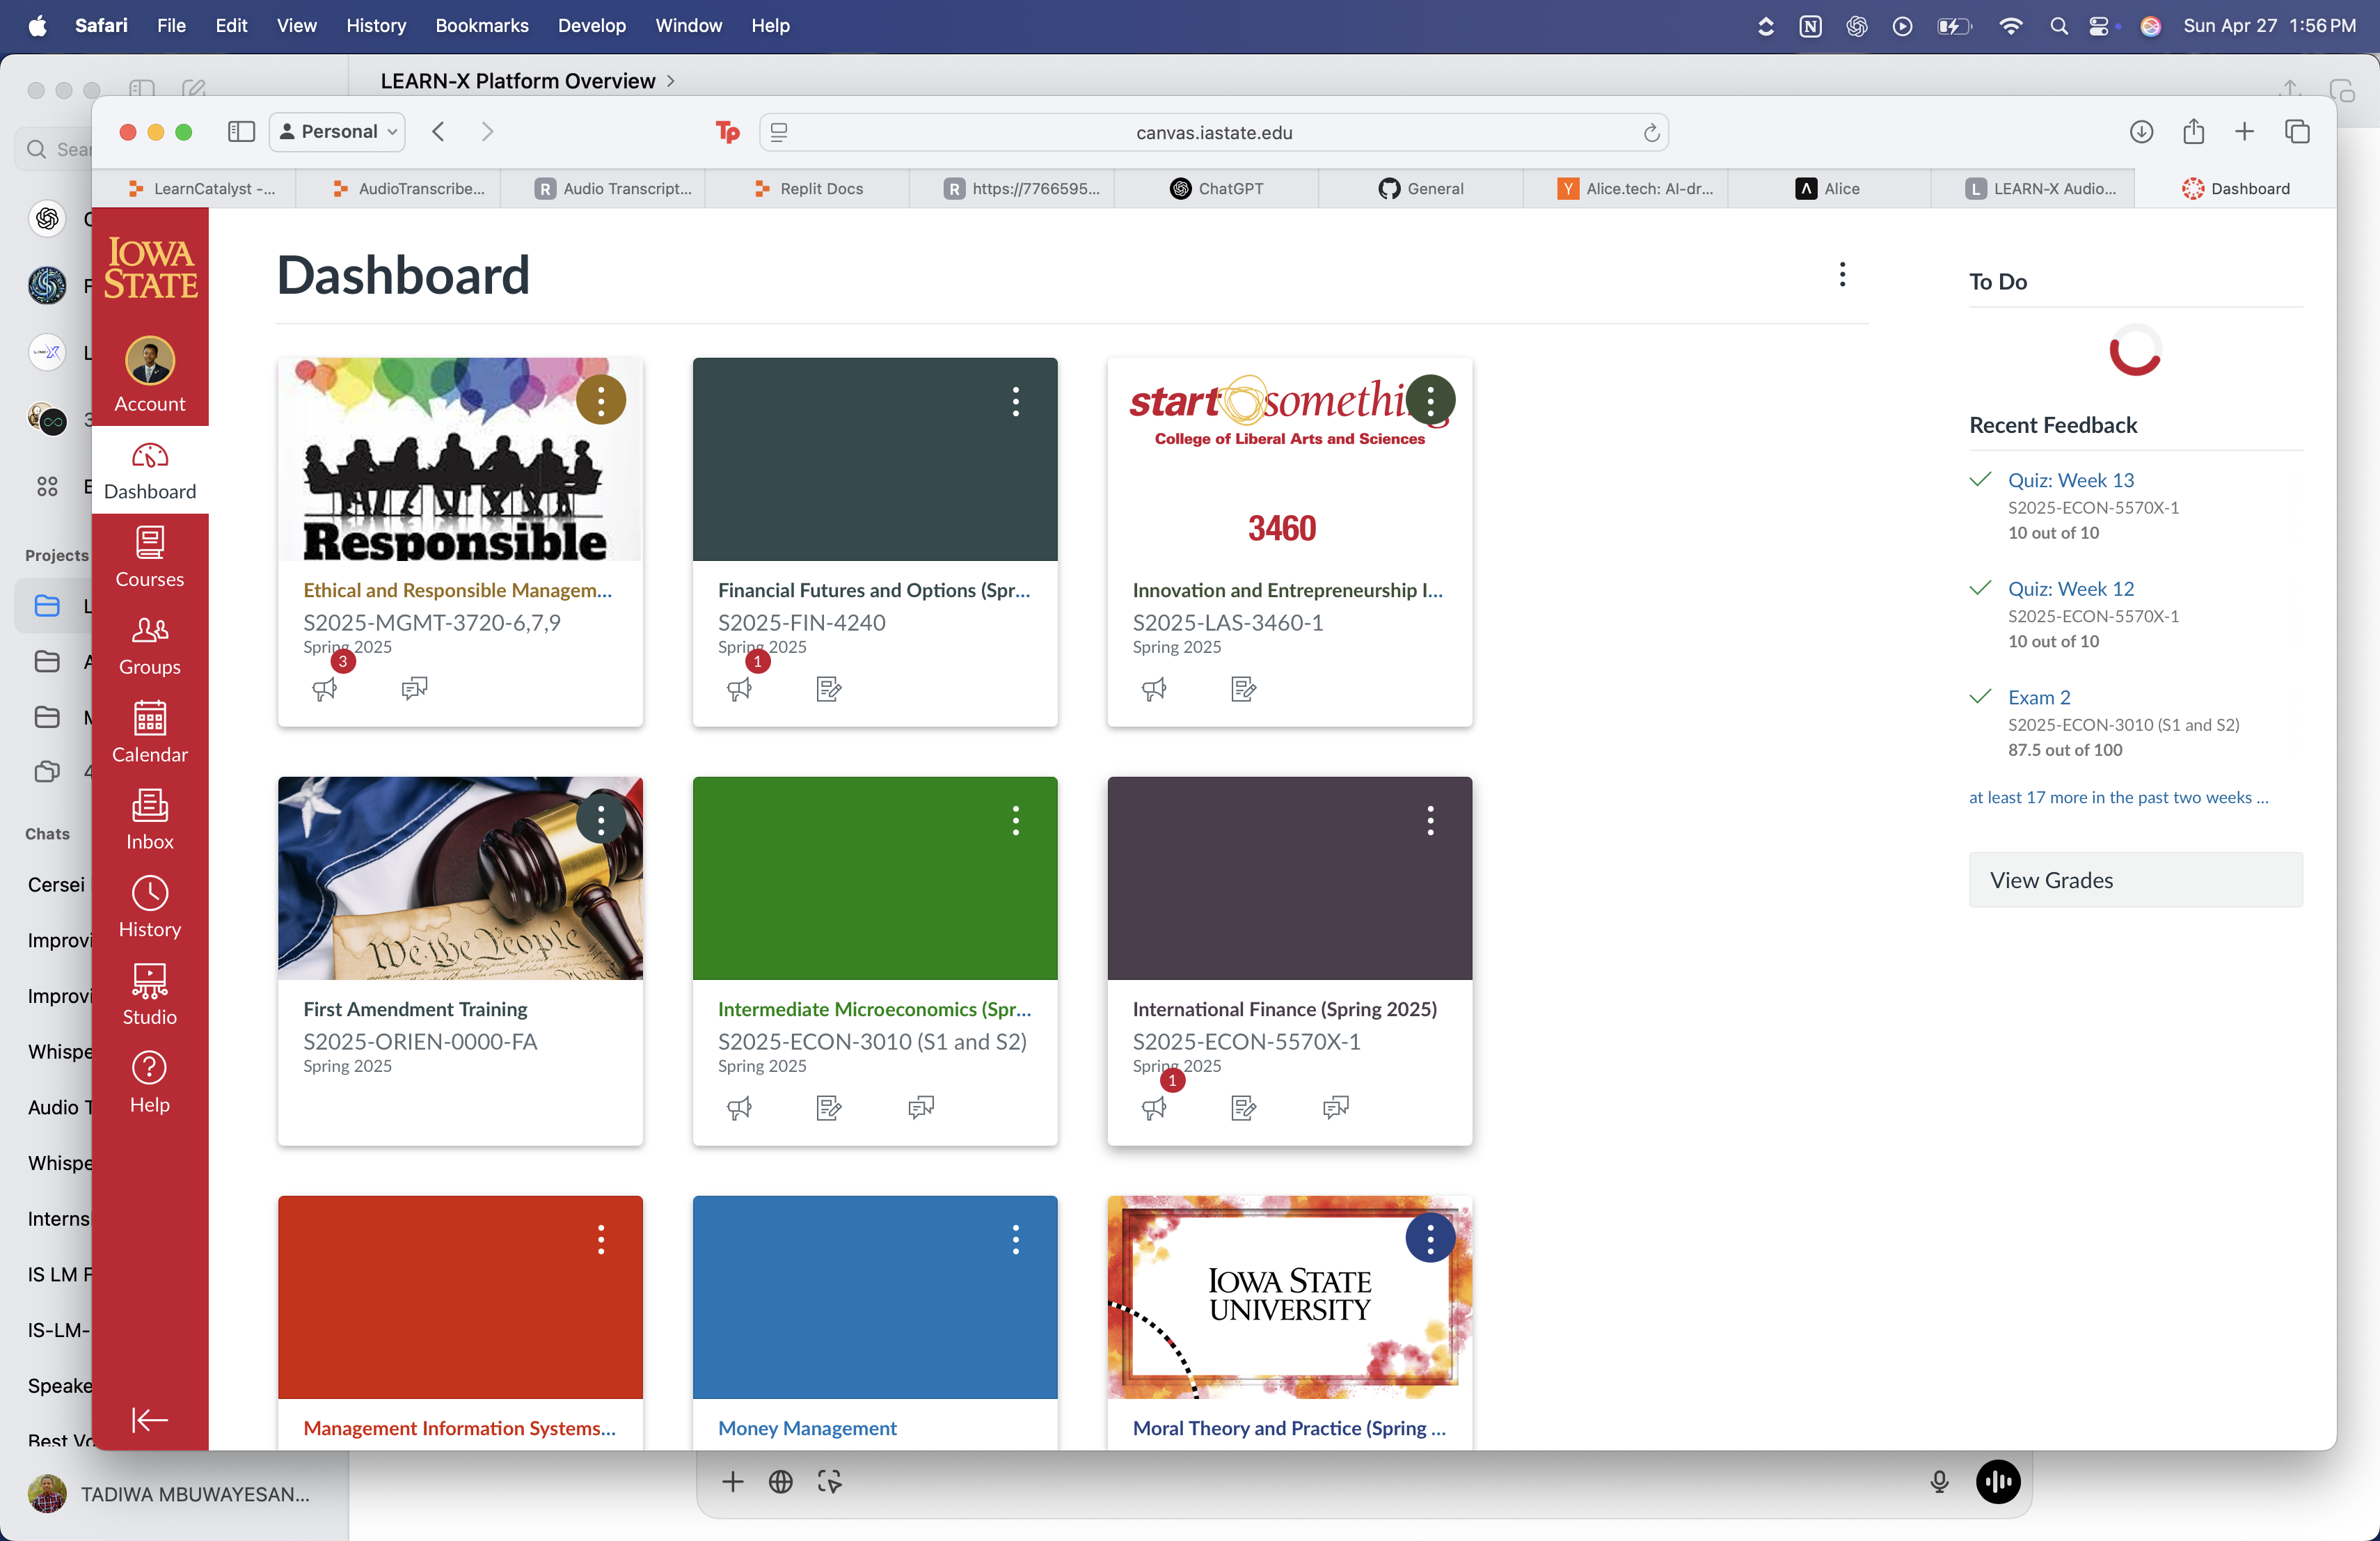 Safari File Edit View History Bookmarks Develop Window Help
Sun Apr 27 1:56 PM
LEARN-X Platform Overview
Personal
Tp
canvas.iastate.edu
LearnCatalyst -...
AudioTranscribe...
R Audio Transcript...
Replit Docs
R https://7766595...
ChatGPT
General
Y Alice.tech: AI-dr...
Alice
L LEARN-X Audio...
Dashboard
IOWA
STATE
Account
Dashboard
Courses
Groups
Calendar
Inbox
History
Studio
Help
Projects
Chats
Cersei
Improvi
Improvi
Whispe
Audio T
Whispe
Interns
IS LM F
IS-LM-
Speake
Best Vo
TADIWA MBUWAYESAN...
Dashboard
Responsible
Ethical and Responsible Managem...
S2025-MGMT-3720-6,7,9
Spring 2025
3
Financial Futures and Options (Spr...
S2025-FIN-4240
Spring 2025
1
start something
College of Liberal Arts and Sciences
3460
Innovation and Entrepreneurship I...
S2025-LAS-3460-1
Spring 2025
We the People
First Amendment Training
S2025-ORIEN-0000-FA
Spring 2025
Intermediate Microeconomics (Spr...
S2025-ECON-3010 (S1 and S2)
Spring 2025
International Finance (Spring 2025)
S2025-ECON-5570X-1
Spring 2025
1
Management Information Systems...
Money Management
IOWA STATE
UNIVERSITY
Moral Theory and Practice (Spring ...
To Do
Recent Feedback
Quiz: Week 13
S2025-ECON-5570X-1
10 out of 10
Quiz: Week 12
S2025-ECON-5570X-1
10 out of 10
Exam 2
S2025-ECON-3010 (S1 and S2)
87.5 out of 100
at least 17 more in the past two weeks ...
View Grades